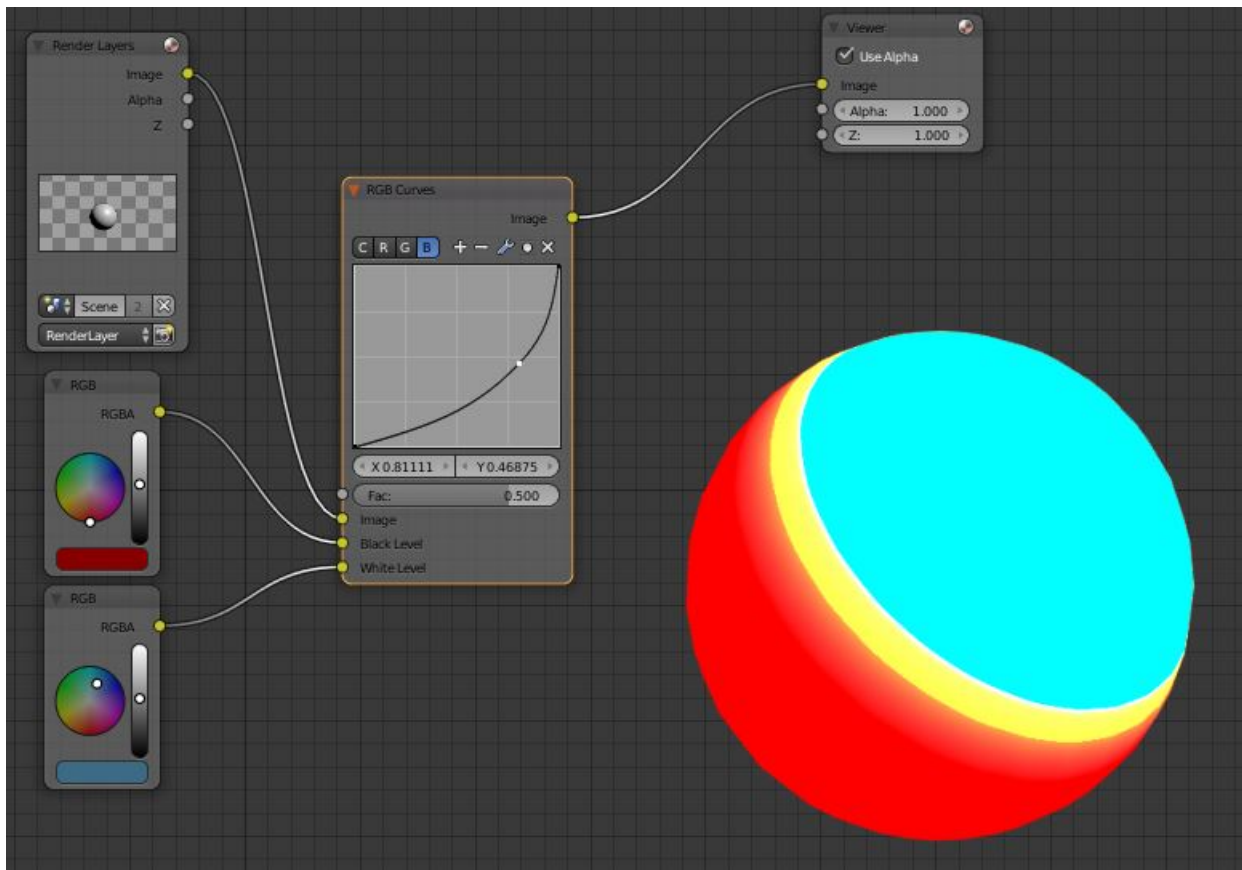 Render Layers
Image
Alpha
Z
Scene 2
RenderLayer
RGB
RGBA
RGB
RGBA
RGB Curves
Image
C R G B
X 0.81111 Y 0.46875
Fac: 0.500
Image
Black Level
White Level
Viewer
Use Alpha
Image
Alpha: 1.000
Z: 1.000